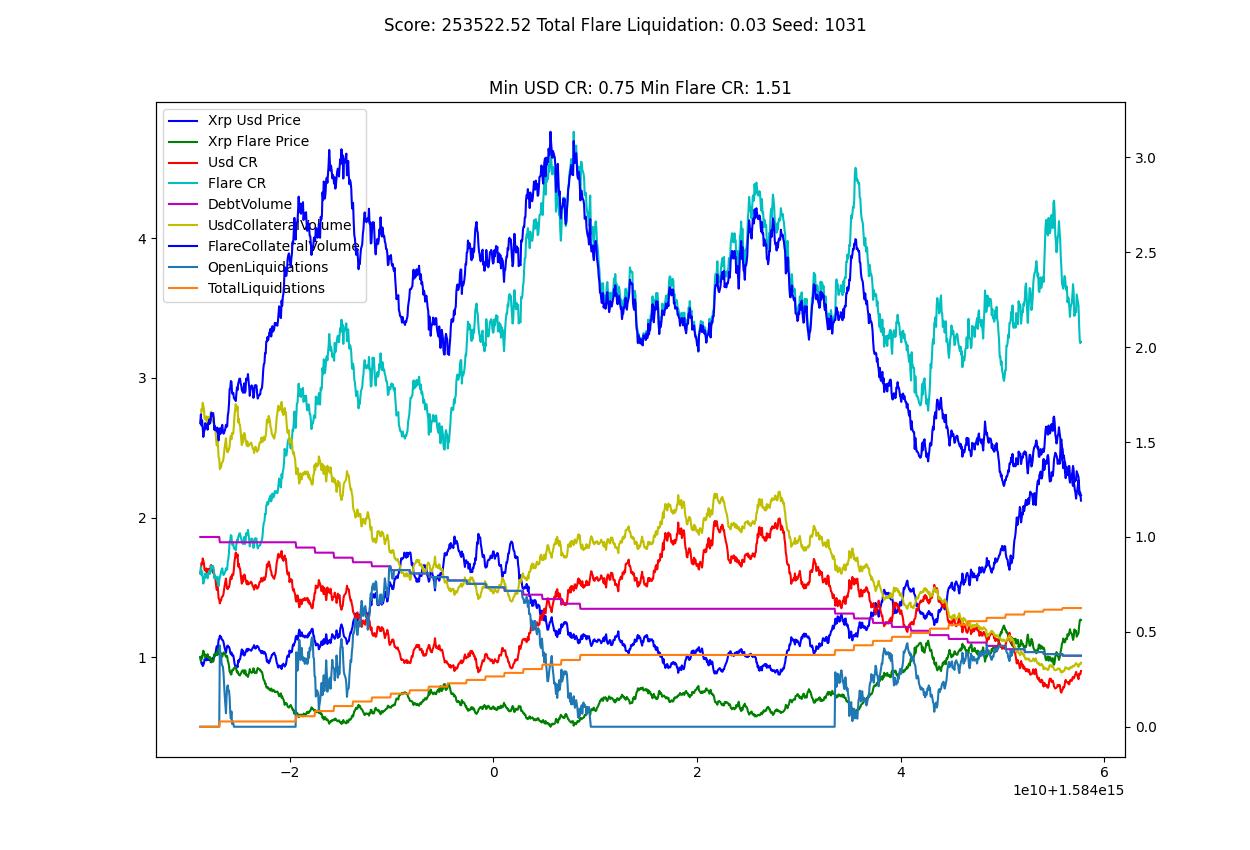 Score: 253522.52 Total Flare Liquidation: 0.03 Seed: 1031
Min USD CR: 0.75 Min Flare CR: 1.51
Xrp Usd Price
Xrp Flare Price
Usd CR
Flare CR
DebtVolume
UsdCollateralVolume
FlareCollateralVolume
OpenLiquidations
TotalLiquidations
4
3
2
1
3.0
2.5
2.0
1.5
1.0
0.5
0.0
−2
0
2
4
6
1e10+1.584e15